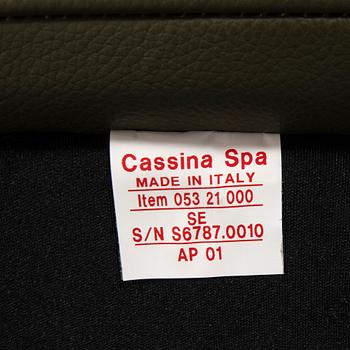 Cassina Spa
MADE IN ITALY
Item 053 21 000
SE
S/N S6787.0010
AP 01